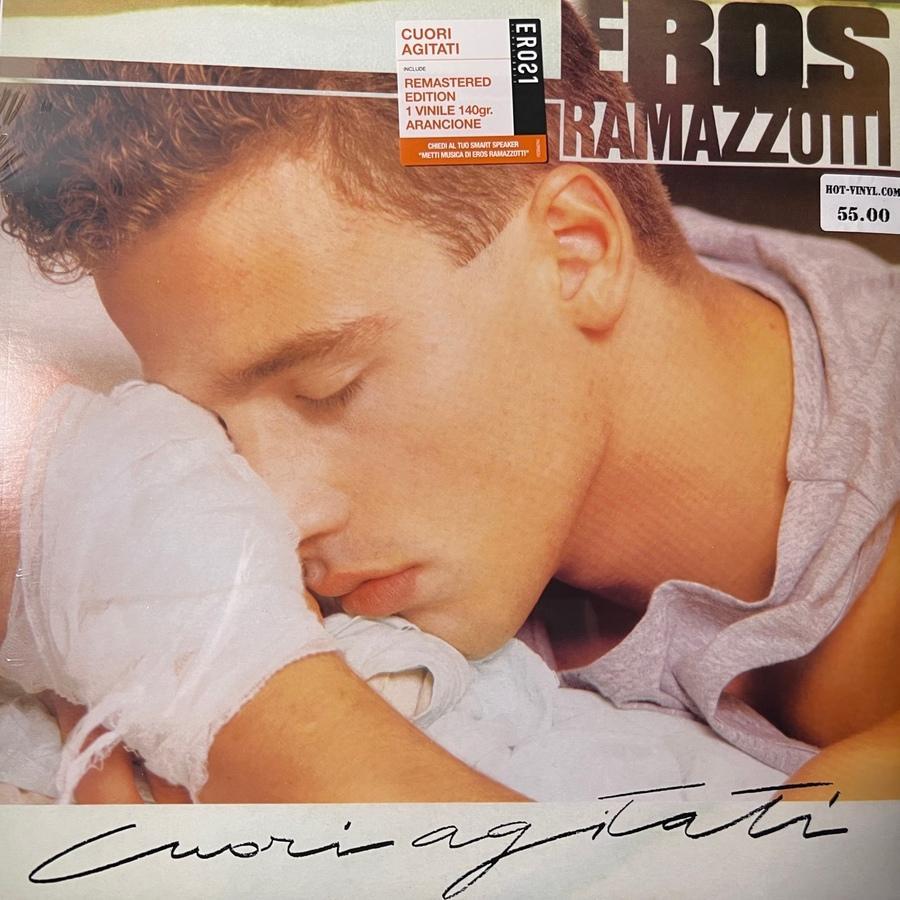 EROS
RAMAZZOTTI
CUORI
AGITATI
INCLUDE
REMASTERED
EDITION
1 VINILE 140gr.
ARANCIONE
CHIEDI AL TUO SMART SPEAKER
"METTI MUSICA DI EROS RAMAZZOTTI"
ERO21
HOT-VINYL.COM
55.00
Cuori agitati